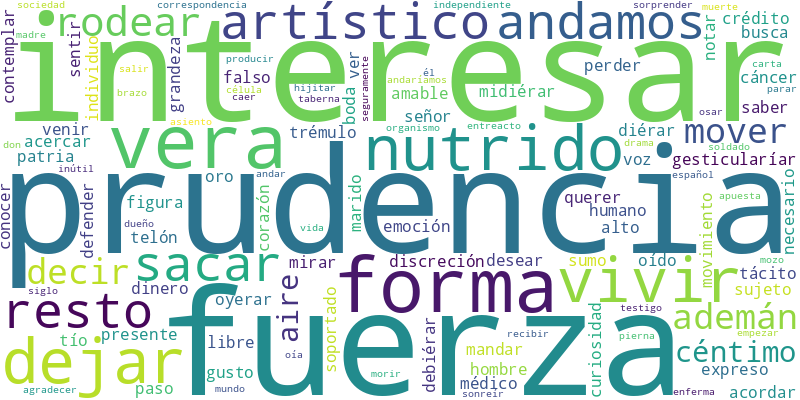 sociedad correspondencia independiente sorprender muerte
rodear artístico andamos crédito
contemplar madre sentir individuo salir brazo grandeza producir falso célula caer hijitar taberna boda ver seguramente andaríamos él amable midiérar perder notar busca carta cáncer parar
interesar
asiento trémulo señor organismo entreacto diérar voz drama osar saber soldado
venir acercar don patria inútil
vera nutrido mover
gesticularíar español
conocer defender oro andar corazón marido querer humano alto movimiento apuesta necesario
prudencia
figura dueño telón vida emoción
decir sacar mirar discreción desear sumo oído tácito
siglo dinero oyerar aire forma vivir sujeto mozo
resto soportado debiérar recibir curiosidad testigo ademán
tío presente libre oía fuerza pierna empezar céntimo
dejar gusto mandar hombre médico expreso
agradecer paso mundo morir sonreír enferma acordar